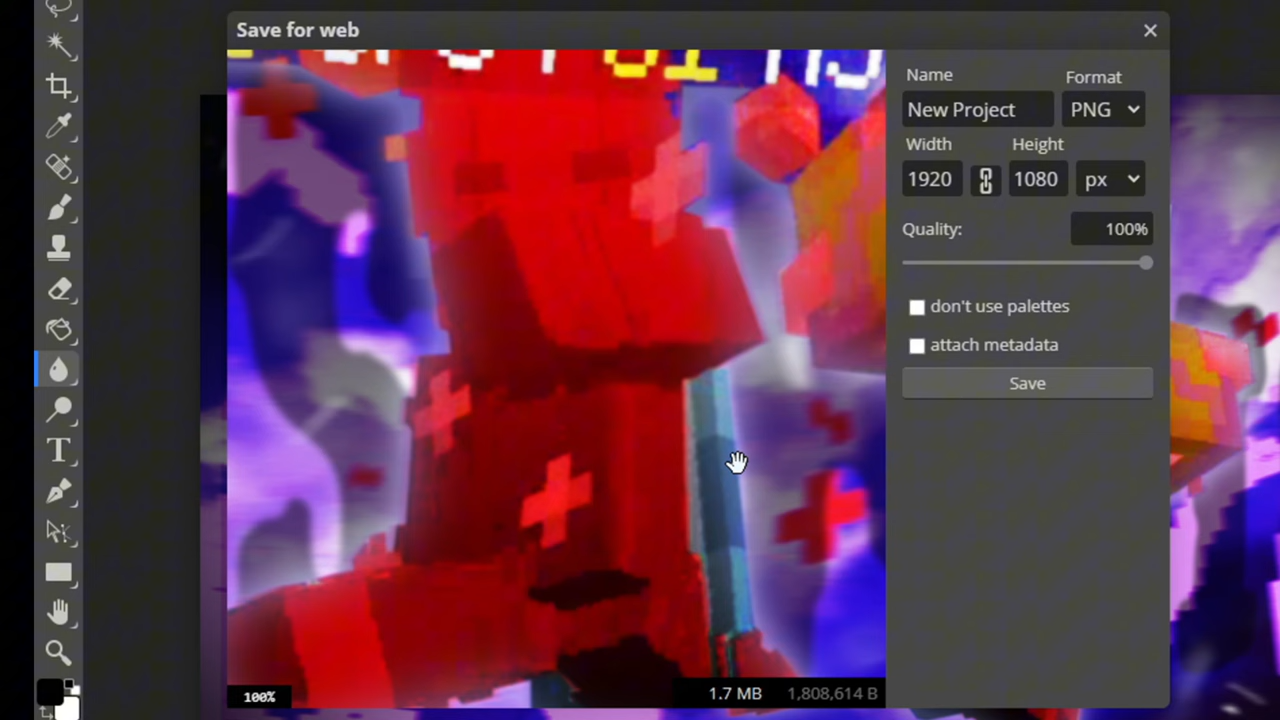 Save for web
Name
Format
New Project
PNG
Width
Height
1920
1080
px
Quality:
100%
don't use palettes
attach metadata
Save
100%
1.7 MB
1,808,614 B